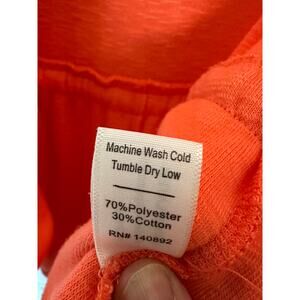 Machine Wash Cold
Tumble Dry Low
70%Polyester
30%Cotton
RN# 140892